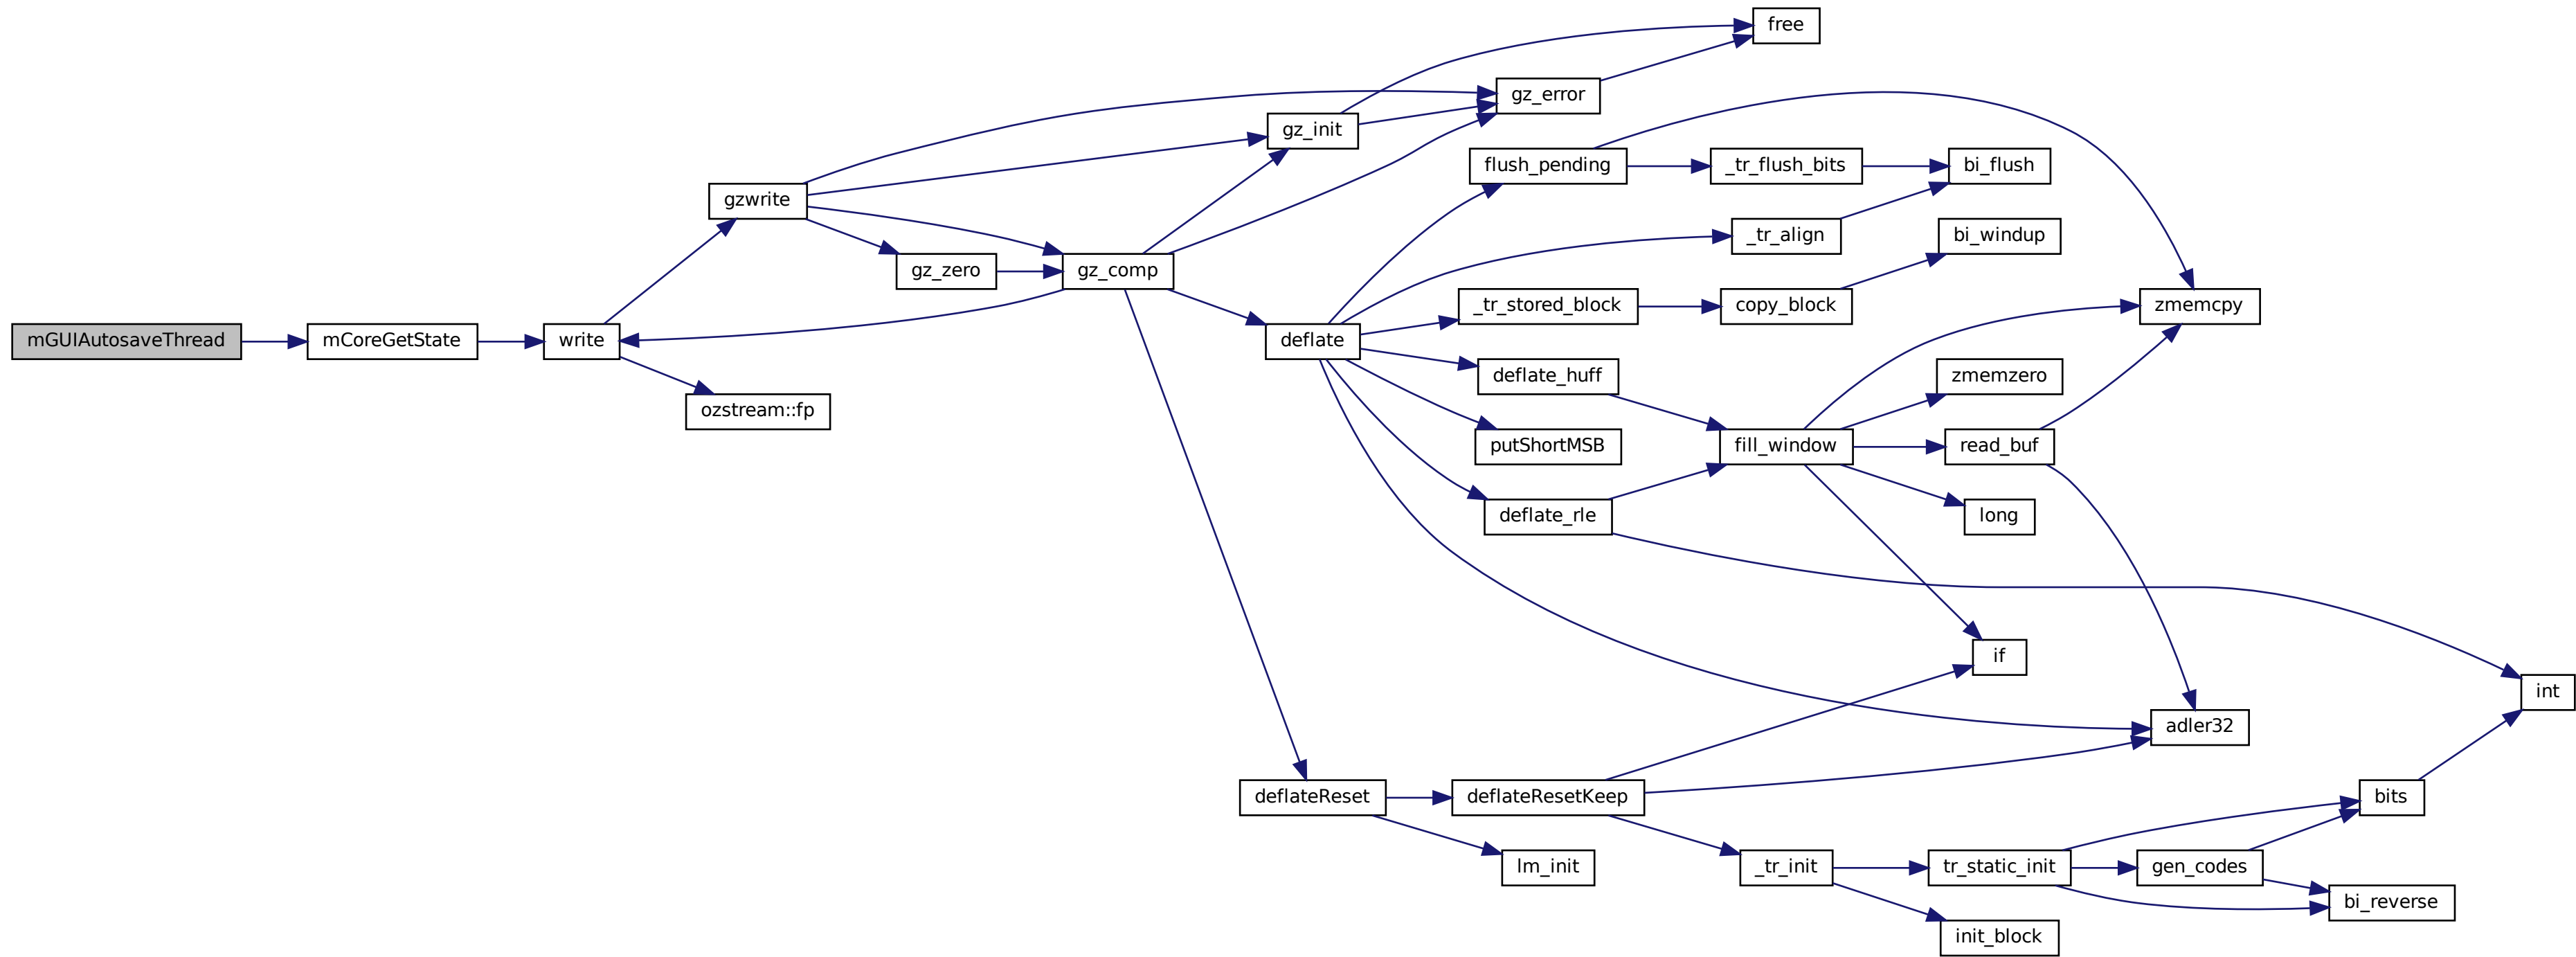 free
gz_error
gz_init
flush_pending
_tr_flush_bits
bi_flush
gzwrite
_tr_align
bi_windup
gz_zero
gz_comp
_tr_stored_block
copy_block
zmemcpy
mGUIAutosaveThread
mCoreGetState
write
deflate
deflate_huff
zmemzero
ozstream::fp
putShortMSB
fill_window
read_buf
deflate_rle
long
if
int
adler32
deflateReset
deflateResetKeep
bits
lm_init
_tr_init
tr_static_init
gen_codes
bi_reverse
init_block